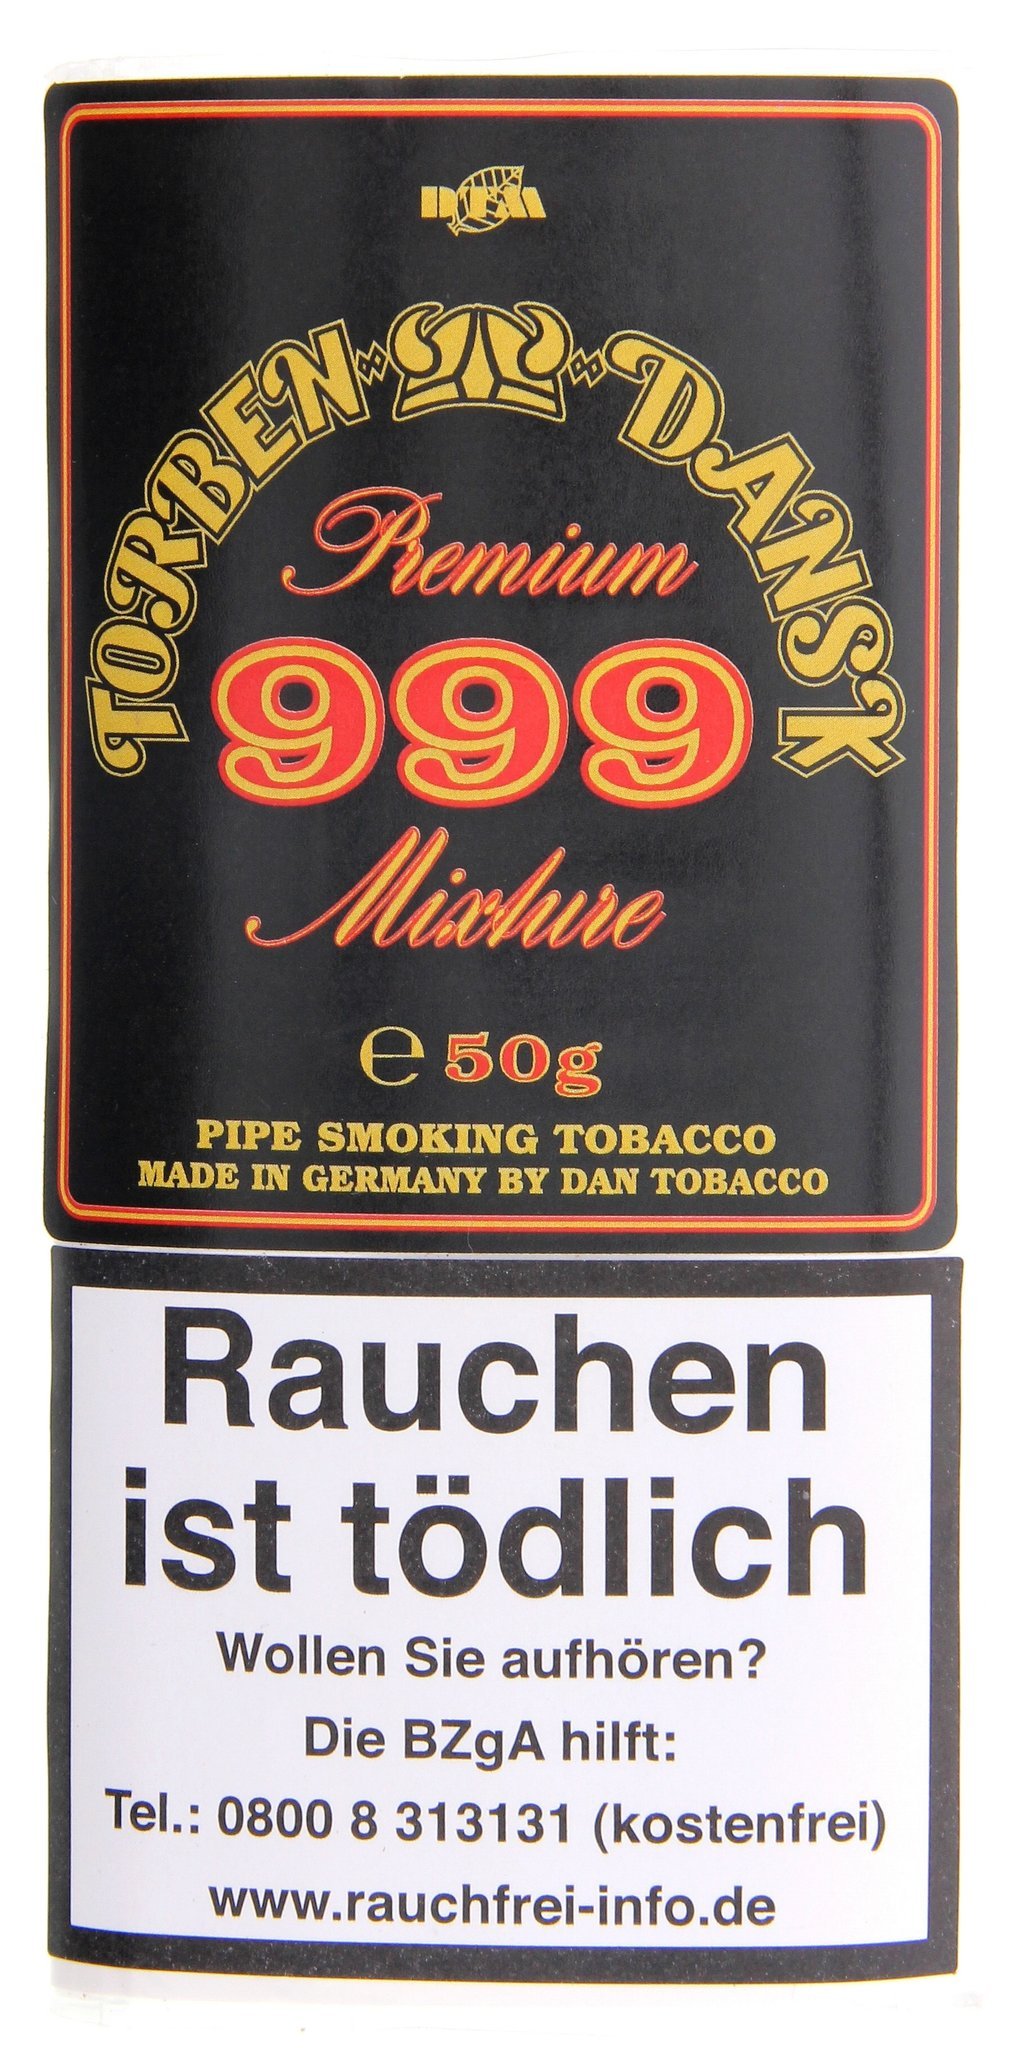 TORBEN DANSK
Premium
999
Mixture
℮ 50g
PIPE SMOKING TOBACCO
MADE IN GERMANY BY DAN TOBACCO
Rauchen
ist tödlich
Wollen Sie aufhören?
Die BZgA hilft:
Tel.: 0800 8 313131 (kostenfrei)
www.rauchfrei-info.de